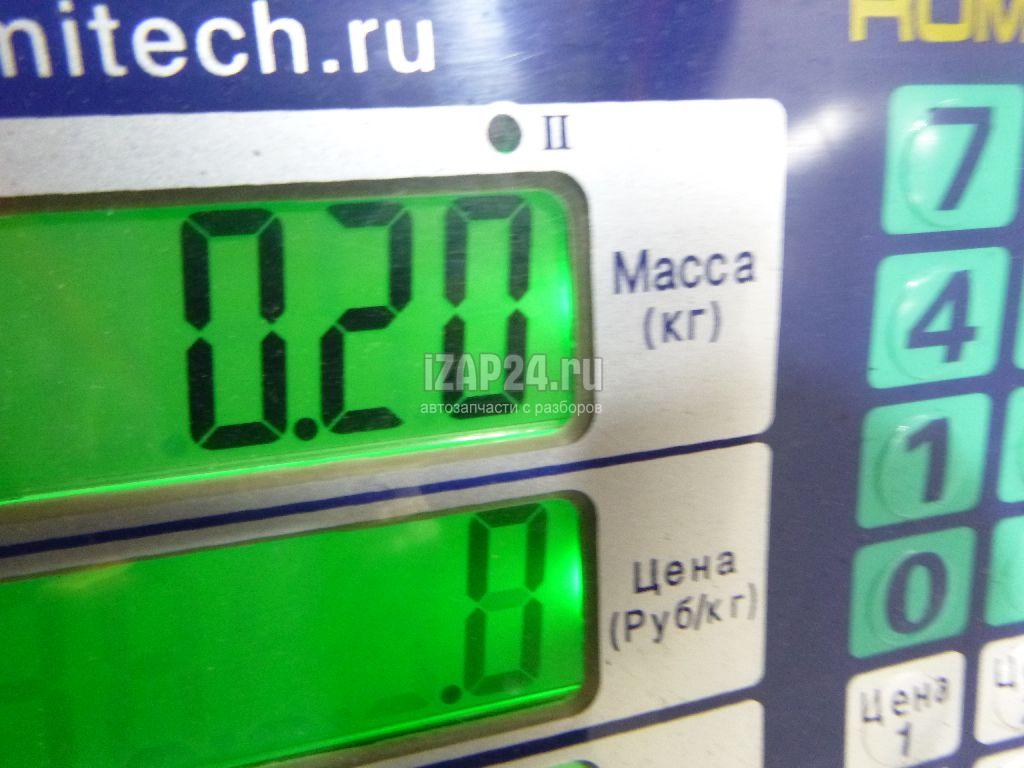 mitech.ru
НОМ
II
0.20
Масса
(кг)
iZAP24.ru
автозапчасти с разборов
.0
Цена
(Руб/кг)
7
4
1
0
Цена
1